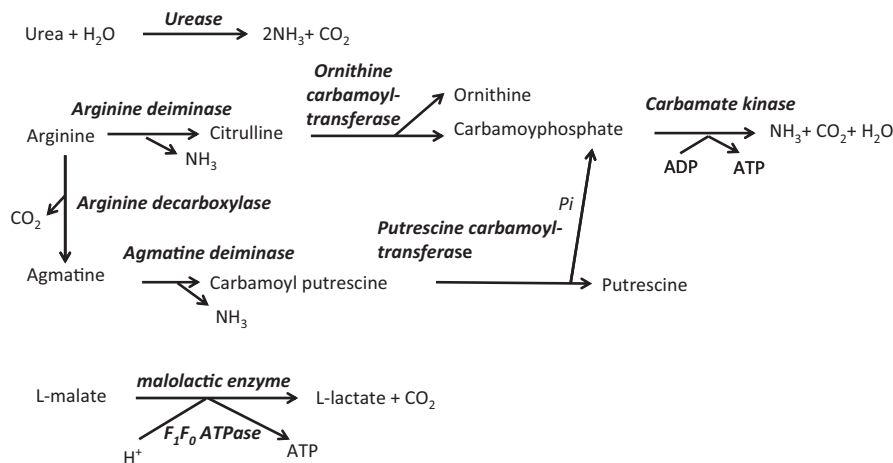 Urease
Urea + H₂O 2NH₃+ CO₂
Ornithine
carbamoyl-
transferase
Arginine deiminase
Ornithine
Carbamate kinase
Arginine
Citrulline
Carbamoyphosphate
NH₃+ CO₂+ H₂O
NH₃
ADP
ATP
Arginine decarboxylase
CO₂
Pi
Putrescine carbamoyl-
transferase
Agmatine deiminase
Agmatine
Carbamoyl putrescine
Putrescine
NH₃
malolactic enzyme
L-malate
L-lactate + CO₂
F₁F₀ ATPase
H⁺
ATP